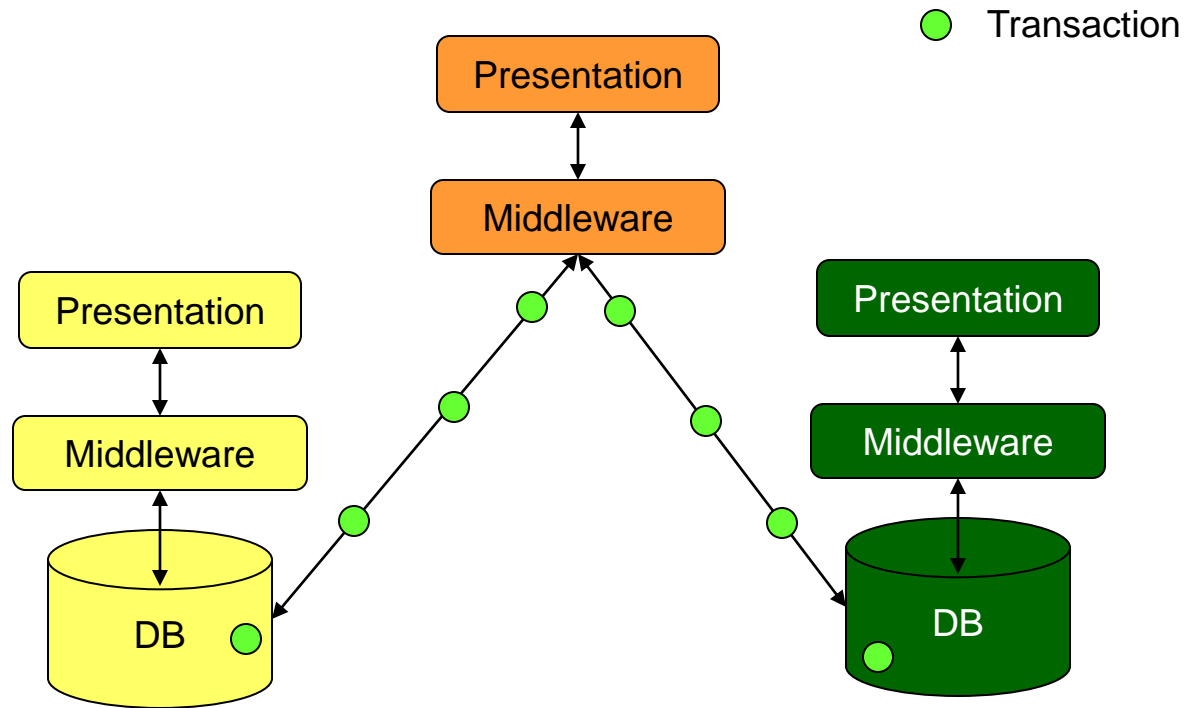 Transaction
Presentation
Middleware
Presentation
Middleware
DB
Presentation
Middleware
DB